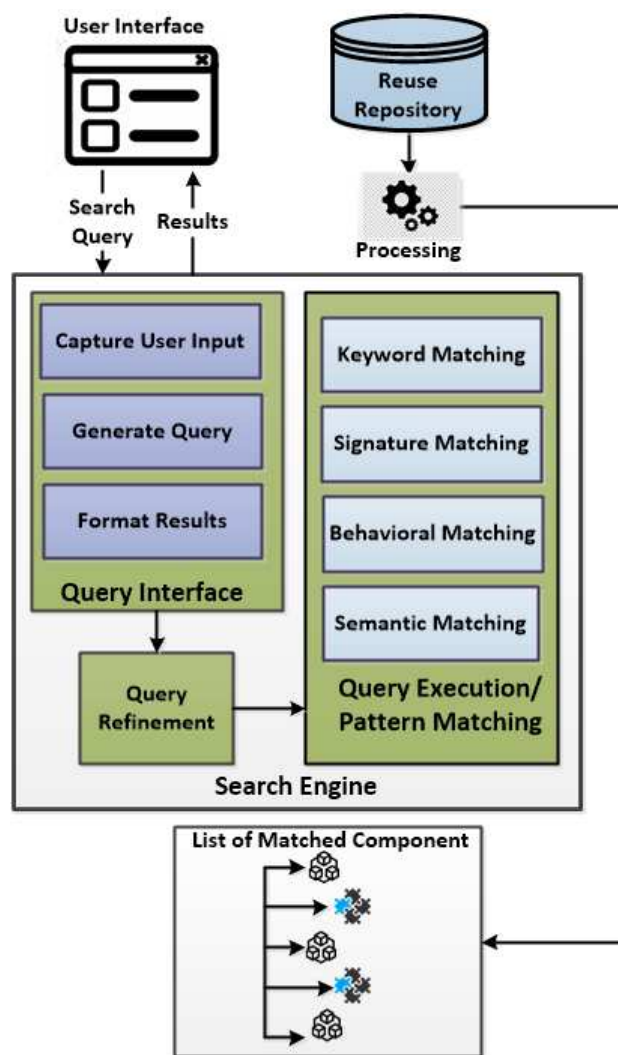 User Interface
Reuse
Repository
Search
Query
Results
Processing
Capture User Input
Generate Query
Format Results
Query Interface
Query
Refinement
Keyword Matching
Signature Matching
Behavioral Matching
Semantic Matching
Query Execution/
Pattern Matching
Search Engine
List of Matched Component